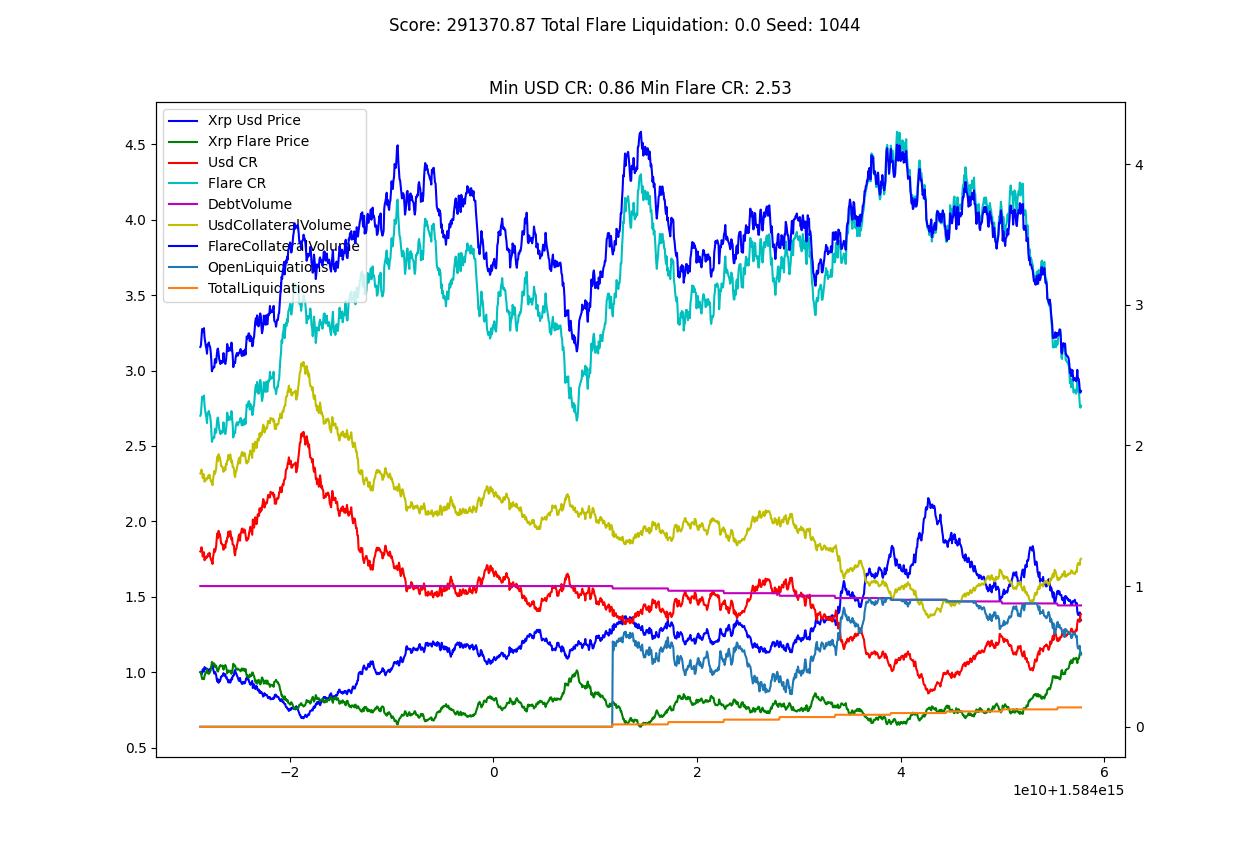 Score: 291370.87 Total Flare Liquidation: 0.0 Seed: 1044
Min USD CR: 0.86 Min Flare CR: 2.53
Xrp Usd Price
Xrp Flare Price
Usd CR
Flare CR
DebtVolume
UsdCollateralVolume
FlareCollateralVolume
OpenLiquidations
TotalLiquidations
4.5
4.0
3.5
3.0
2.5
2.0
1.5
1.0
0.5
4
3
2
1
0
−2
0
2
4
6
1e10+1.584e15